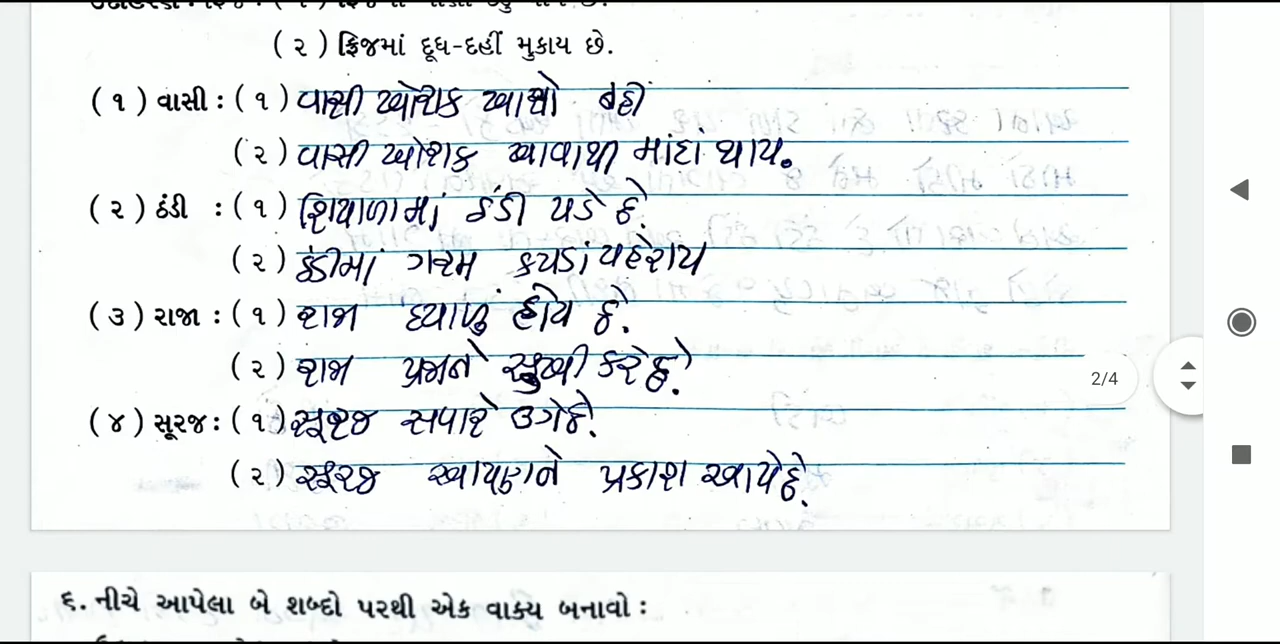 (૨) ફ્રિજમાં દૂધ-દહીં મુકાય છે.
(૧) વાસી : (૧) વાસી ખોરાક ખાશો નહીં
(૨) વાસી ખોરાક ખાવાથી માંદાં થાય.
(૨) ઠંડી : (૧) શિયાળામાં ઠંડી પડે છે.
(૨) ઠંડીમાં ગરમ કપડાં પહેરાય
(૩) રાજા : (૧) રાજા દયાળું હોય છે.
(૨) રાજા પ્રજાને સુખી કરે છે.
(૪) સૂરજ : (૧) સૂરજ સવારે ઉગે છે.
(૨) સૂરજ આપણને પ્રકાશ આપે છે.
2/4
૬. નીચે આપેલા બે શબ્દો પરથી એક વાક્ય બનાવો :